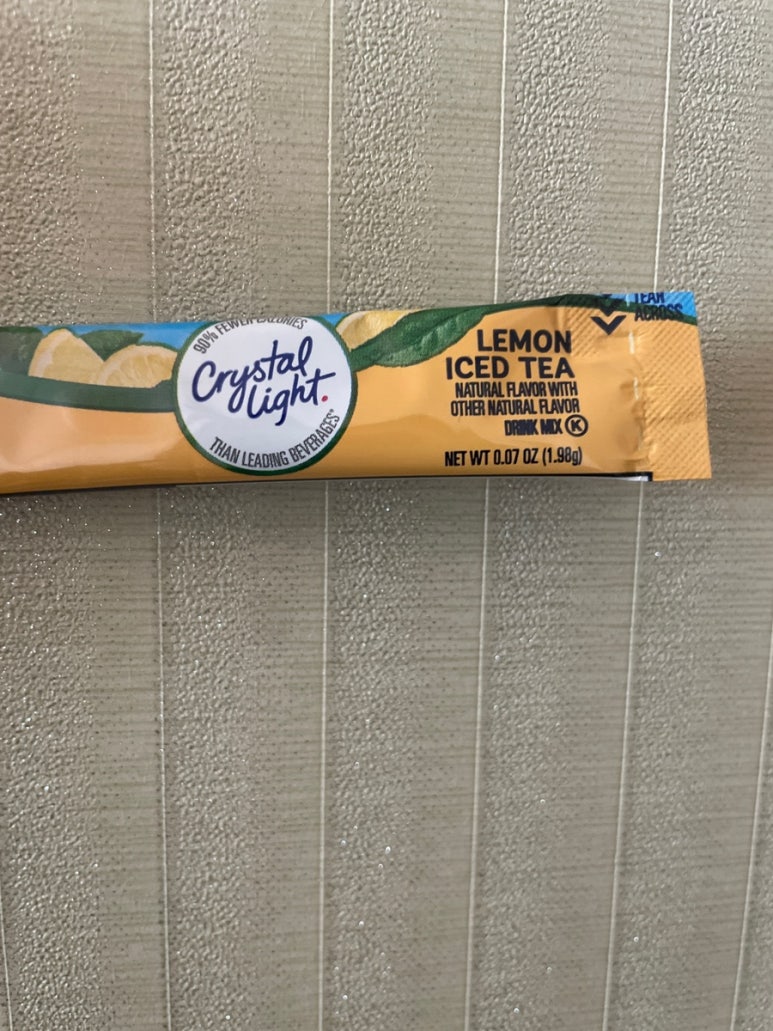 90% FEWER CALORIES
Crystal
Light.
THAN LEADING BEVERAGES*
TEAR
ACROSS
LEMON
ICED TEA
NATURAL FLAVOR WITH
OTHER NATURAL FLAVOR
DRINK MIX K
NET WT 0.07 OZ (1.98g)